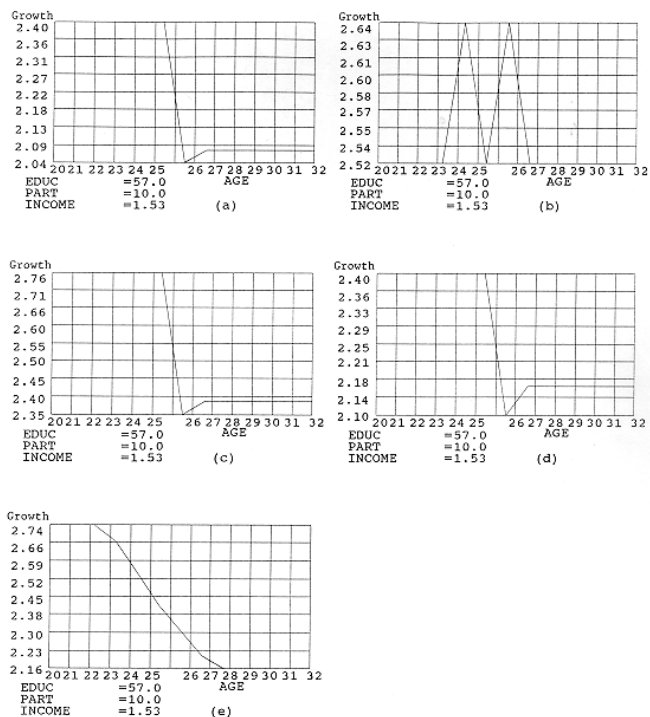 Growth
2.40
2.36
2.31
2.27
2.22
2.18
2.13
2.09
2.04
20 21 22 23 24 25 26 27 28 29 30 31 32
AGE
EDUC =57.0
PART =10.0
INCOME =1.53
(a)
Growth
2.64
2.63
2.61
2.60
2.58
2.57
2.55
2.54
2.52
20 21 22 23 24 25 26 27 28 29 30 31 32
AGE
EDUC =57.0
PART =10.0
INCOME =1.53
(b)
Growth
2.76
2.71
2.66
2.60
2.55
2.50
2.45
2.40
2.35
20 21 22 23 24 25 26 27 28 29 30 31 32
AGE
EDUC =57.0
PART =10.0
INCOME =1.53
(c)
Growth
2.40
2.36
2.33
2.29
2.25
2.21
2.18
2.14
2.10
20 21 22 23 24 25 26 27 28 29 30 31 32
AGE
EDUC =57.0
PART =10.0
INCOME =1.53
(d)
Growth
2.74
2.66
2.59
2.52
2.45
2.38
2.30
2.23
2.16
20 21 22 23 24 25 26 27 28 29 30 31 32
AGE
EDUC =57.0
PART =10.0
INCOME =1.53
(e)